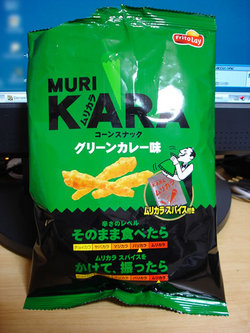 FritoLay
MURI
KARA
ムリカラ
コーンスナック
グリーンカレー味
ムリカラ・スパイス付き
辛さのレベル
そのまま食べたら
ムリカラ スパイスを
かけて、振ったら